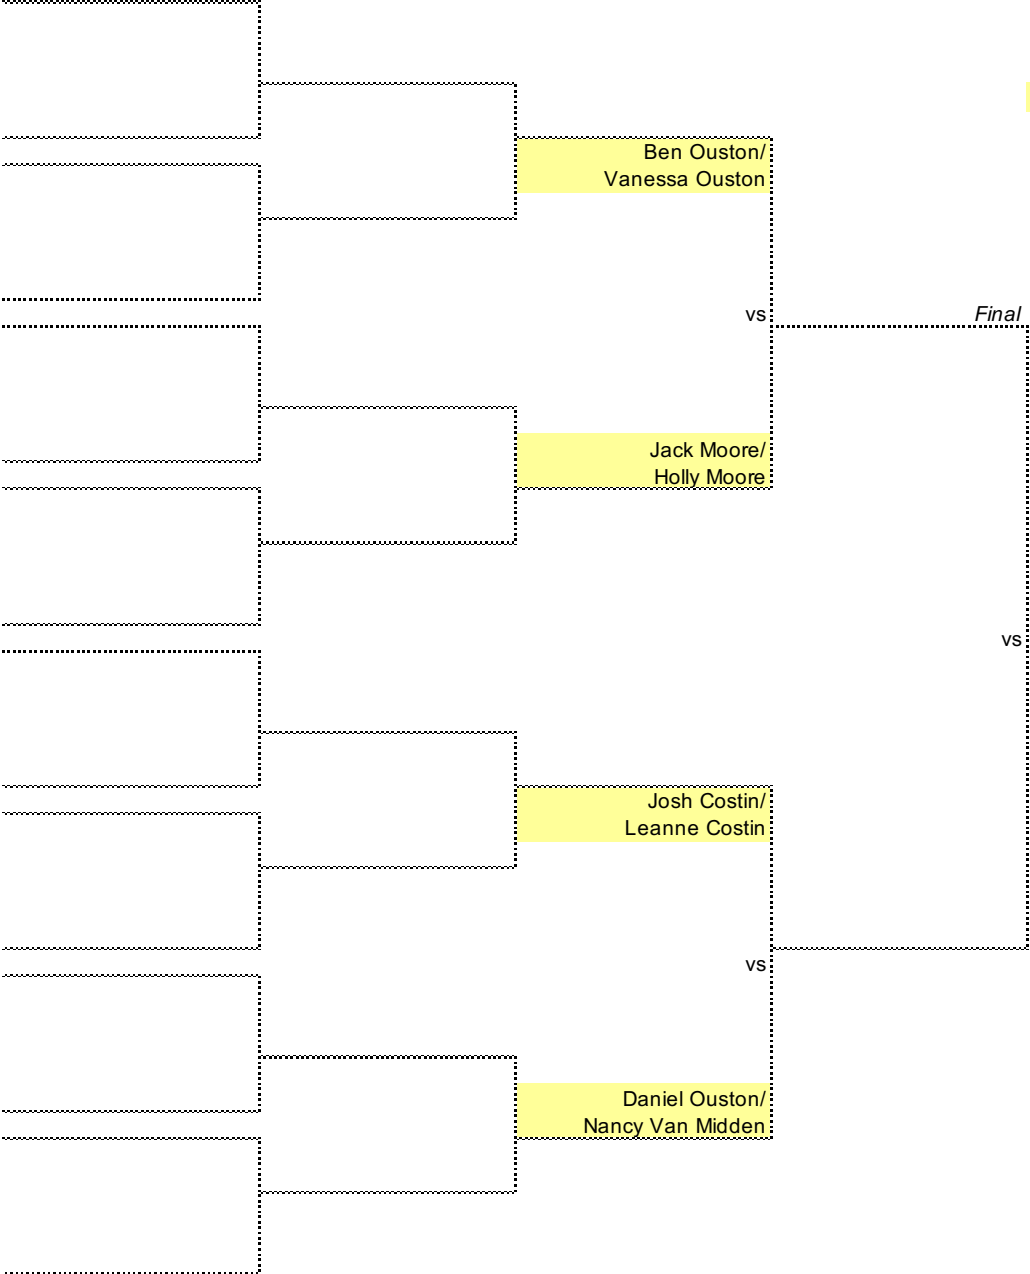 Ben Ouston/
Vanessa Ouston
vs
Final
Jack Moore/
Holly Moore
vs
Josh Costin/
Leanne Costin
vs
Daniel Ouston/
Nancy Van Midden